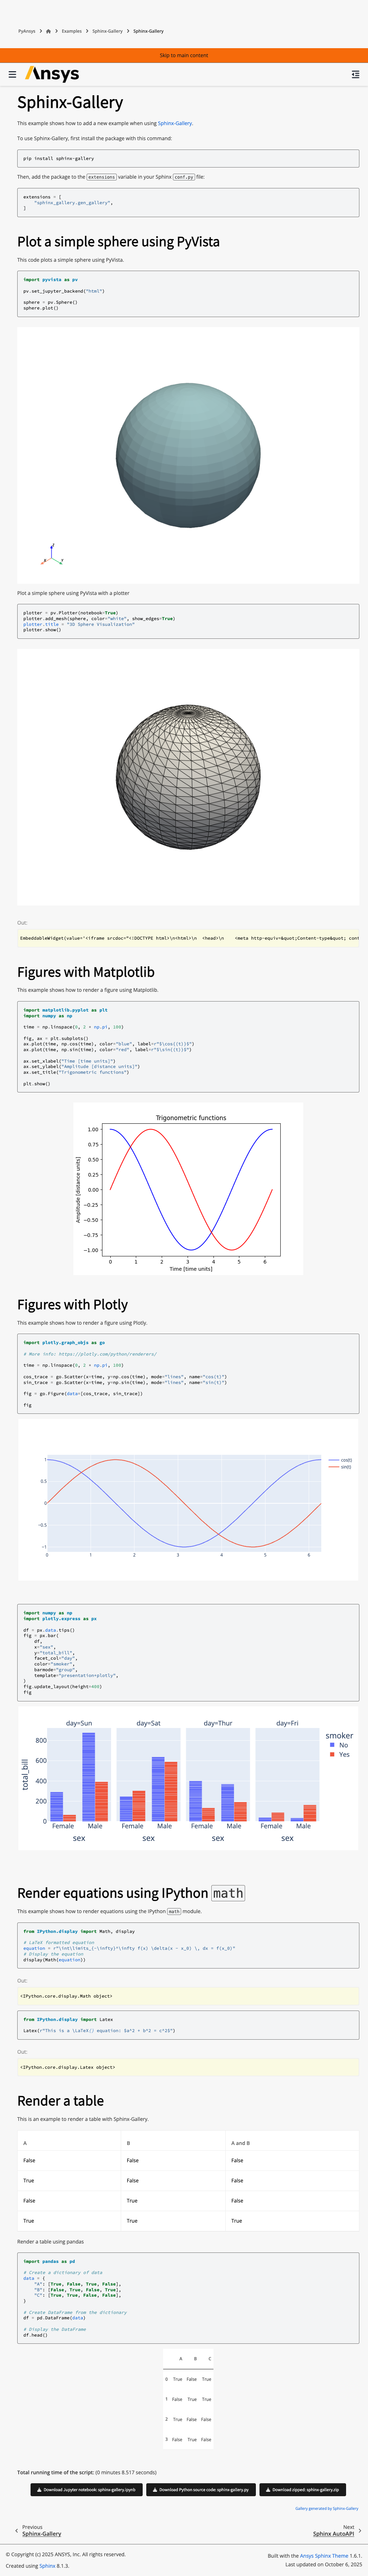 PyAnsys > Examples > Sphinx-Gallery > Sphinx-Gallery
Skip to main content
Ansys
Sphinx-Gallery
This example shows how to add a new example when using Sphinx-Gallery.
To use Sphinx-Gallery, first install the package with this command:
pip install sphinx-gallery
Then, add the package to the extensions variable in your Sphinx conf.py file:
extensions = [
    "sphinx_gallery.gen_gallery",
]
Plot a simple sphere using PyVista
This code plots a simple sphere using PyVista.
import pyvista as pv
pv.set_jupyter_backend("html")
sphere = pv.Sphere()
sphere.plot()
Plot a simple sphere using PyVista with a plotter
plotter = pv.Plotter(notebook=True)
plotter.add_mesh(sphere, color="white", show_edges=True)
plotter.title = "3D Sphere Visualization"
plotter.show()
Out:
EmbeddableWidget(value='<iframe srcdoc="<!DOCTYPE html>\n<html>\n  <head>\n    <meta http-equiv=&quot;Content-type&quot; cont
Figures with Matplotlib
This example shows how to render a figure using Matplotlib.
import matplotlib.pyplot as plt
import numpy as np
time = np.linspace(0, 2 * np.pi, 100)
fig, ax = plt.subplots()
ax.plot(time, np.cos(time), color="blue", label=r"$\cos{(t)}$")
ax.plot(time, np.sin(time), color="red", label=r"$\sin{(t)}$")
ax.set_xlabel("Time [time units]")
ax.set_ylabel("Amplitude [distance units]")
ax.set_title("Trigonometric functions")
plt.show()
Trigonometric functions
1.00
0.75
0.50
0.25
0.00
−0.25
−0.50
−0.75
−1.00
Amplitude [distance units]
0 1 2 3 4 5 6
Time [time units]
Figures with Plotly
This example shows how to render a figure using Plotly.
import plotly.graph_objs as go
# More info: https://plotly.com/python/renderers/
time = np.linspace(0, 2 * np.pi, 100)
cos_trace = go.Scatter(x=time, y=np.cos(time), mode="lines", name="cos(t)")
sin_trace = go.Scatter(x=time, y=np.sin(time), mode="lines", name="sin(t)")
fig = go.Figure(data=[cos_trace, sin_trace])
fig
1
0.5
0
−0.5
−1
0 1 2 3 4 5 6
cos(t)
sin(t)
import numpy as np
import plotly.express as px
df = px.data.tips()
fig = px.bar(
    df,
    x="sex",
    y="total_bill",
    facet_col="day",
    color="smoker",
    barmode="group",
    template="presentation+plotly",
)
fig.update_layout(height=400)
fig
day=Sun day=Sat day=Thur day=Fri
smoker
No
Yes
800
600
400
200
0
total_bill
Female Male Female Male Female Male Female Male
sex sex sex sex
Render equations using IPython math
This example shows how to render equations using the IPython math module.
from IPython.display import Math, display
# LaTeX formatted equation
equation = r"\int\limits_{-\infty}^\infty f(x) \delta(x - x_0) \, dx = f(x_0)"
# Display the equation
display(Math(equation))
Out:
<IPython.core.display.Math object>
from IPython.display import Latex
Latex(r"This is a \LaTeX{} equation: $a^2 + b^2 = c^2$")
Out:
<IPython.core.display.Latex object>
Render a table
This is an example to render a table with Sphinx-Gallery.
A B A and B
False False False
True False False
False True False
True True True
Render a table using pandas
import pandas as pd
# Create a dictionary of data
data = {
    "A": [True, False, True, False],
    "B": [False, True, False, True],
    "C": [True, True, False, False],
}
# Create DataFrame from the dictionary
df = pd.DataFrame(data)
# Display the DataFrame
df.head()
A B C
0 True False True
1 False True True
2 True False False
3 False True False
Total running time of the script: (0 minutes 8.517 seconds)
Download Jupyter notebook: sphinx-gallery.ipynb
Download Python source code: sphinx-gallery.py
Download zipped: sphinx-gallery.zip
Gallery generated by Sphinx-Gallery
Previous
Sphinx-Gallery
Next
Sphinx AutoAPI
© Copyright (c) 2025 ANSYS, Inc. All rights reserved.
Created using Sphinx 8.1.3.
Built with the Ansys Sphinx Theme 1.6.1.
Last updated on October 6, 2025